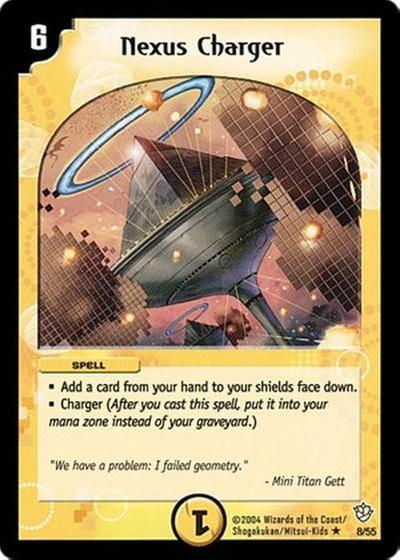 6
Nexus Charger
SPELL
▪ Add a card from your hand to your shields face down.
▪ Charger (After you cast this spell, put it into your
mana zone instead of your graveyard.)
"We have a problem: I failed geometry."
- Mini Titan Gett
1
©2004 Wizards of the Coast/
Shogakukan/Mitsui-Kids ★ 8/55